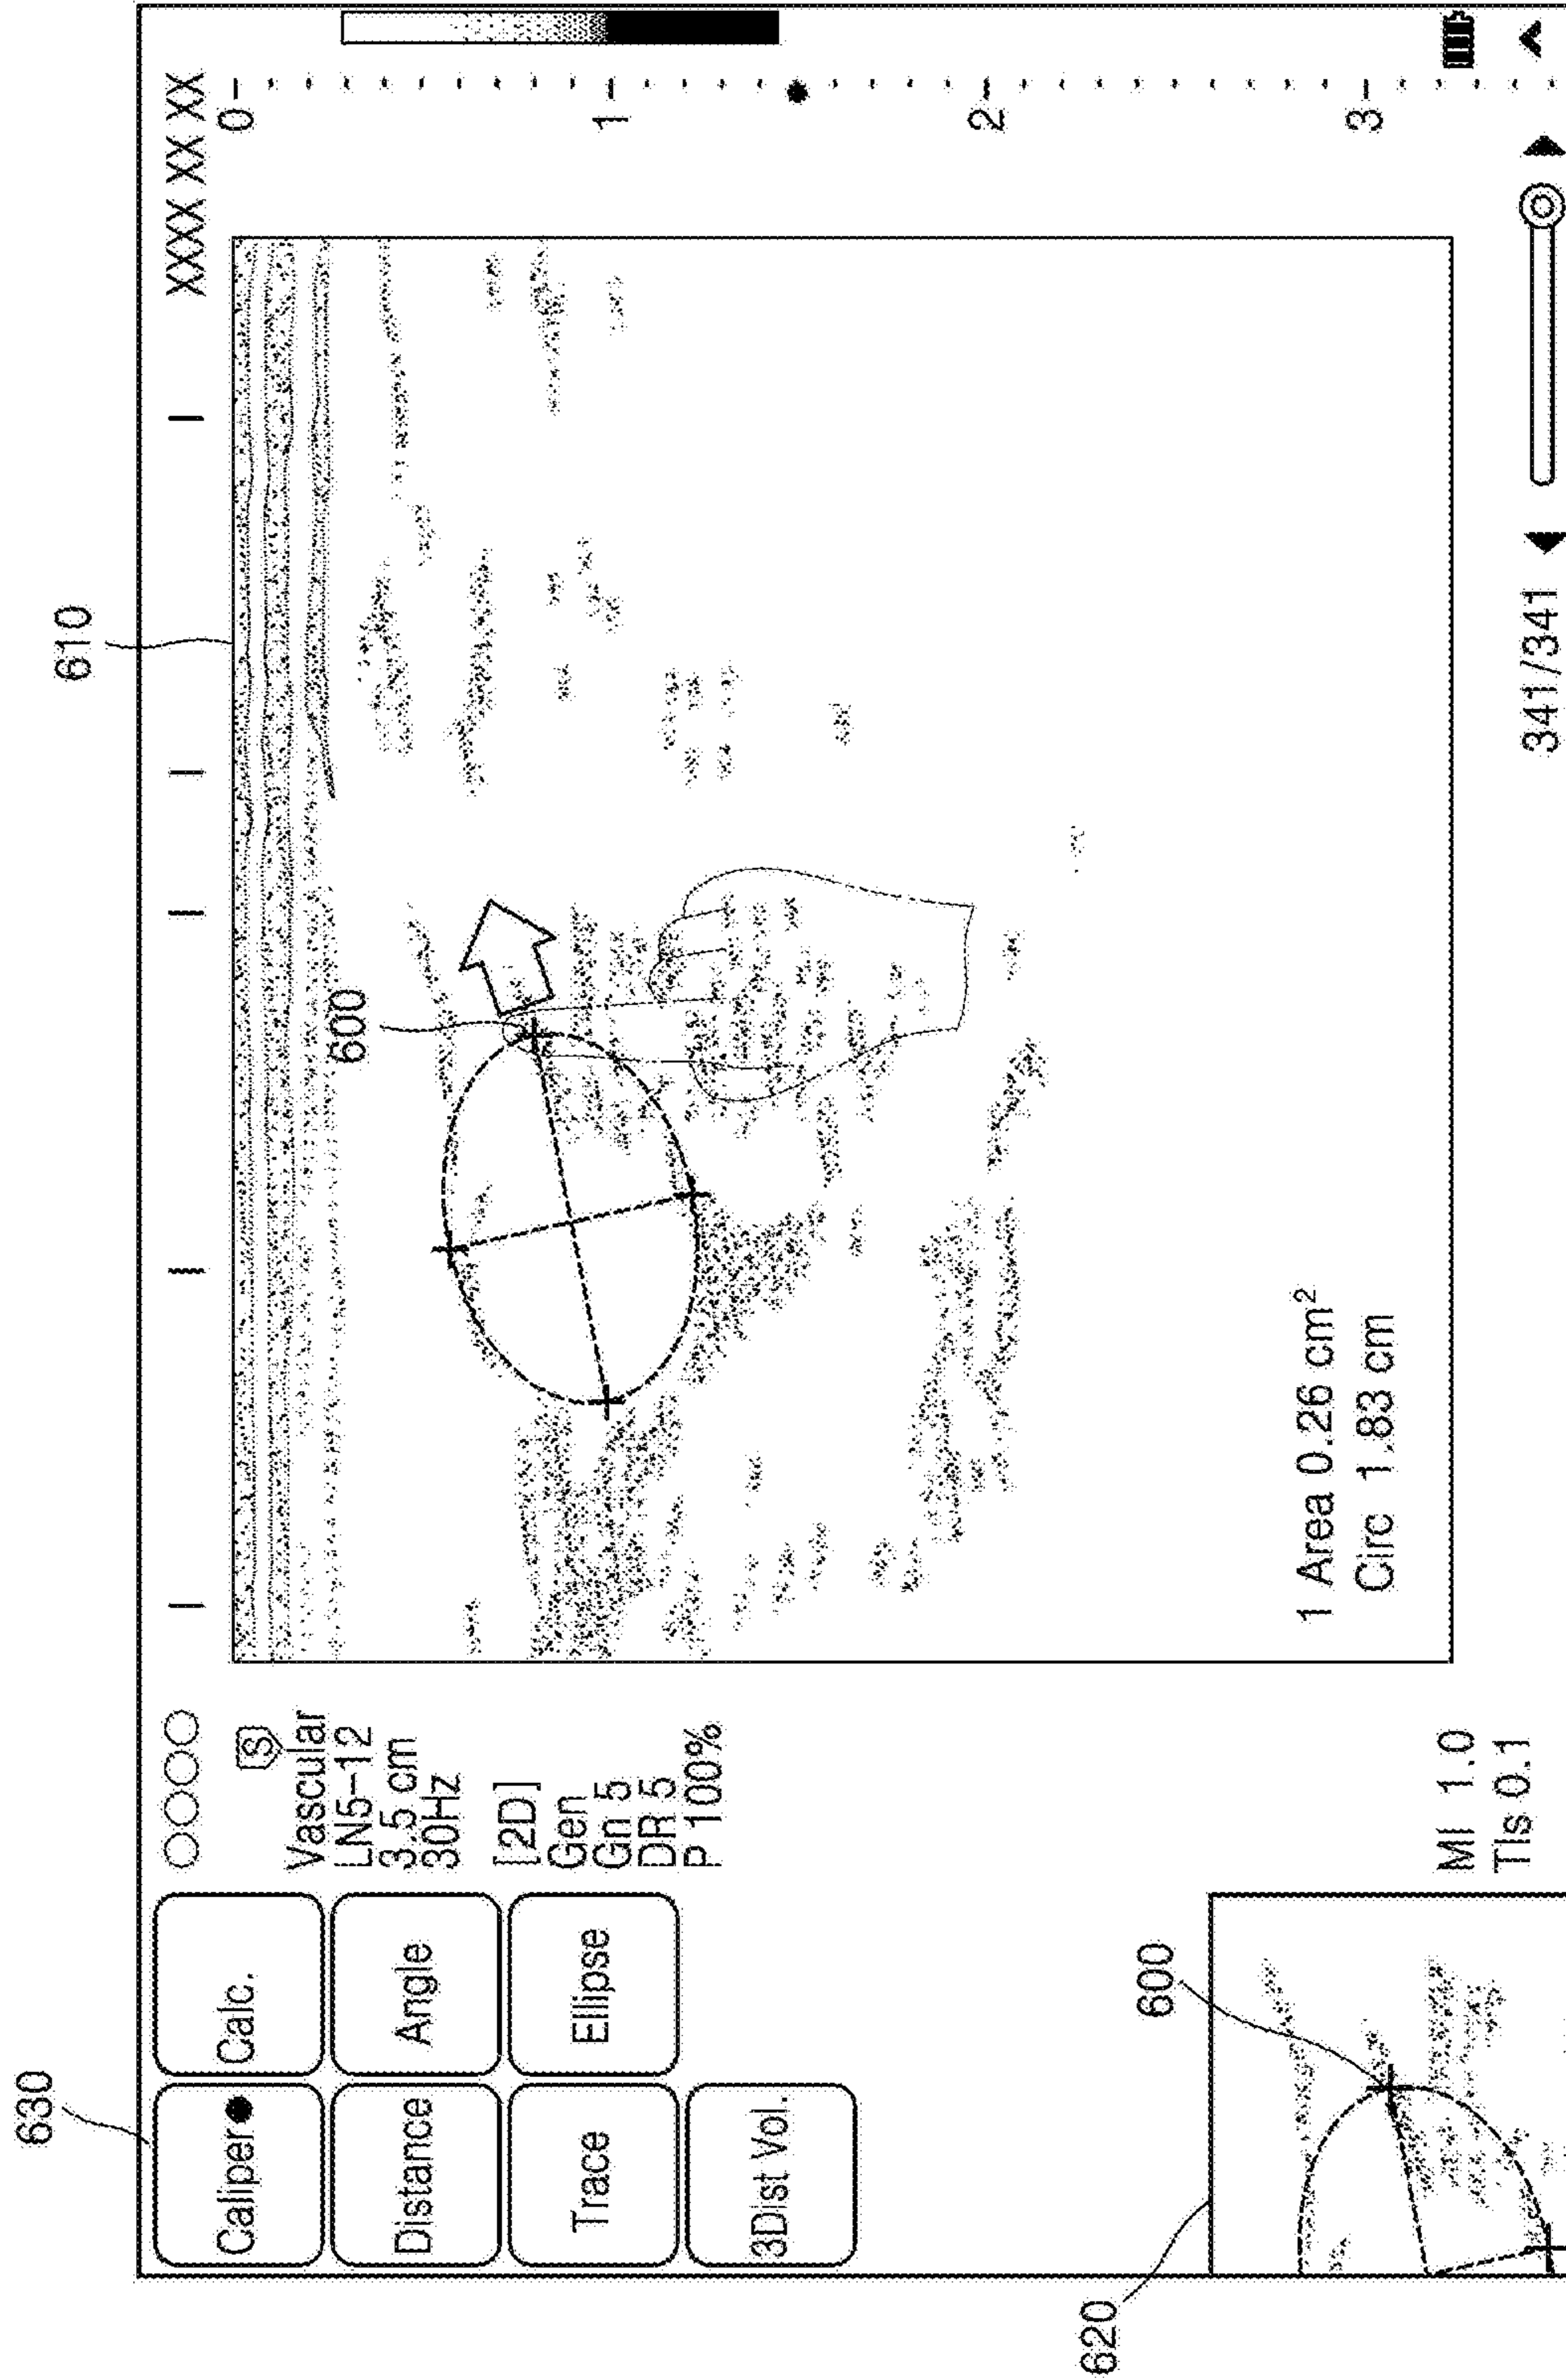 610
XXXX XX XX
630
Caliper
Calc.
Distance
Angle
Trace
Ellipse
3Dist Vol.
S
Vascular
LN5-12
3.5 cm
30Hz
[2D]
Gen
Gn 5
DR 5
P 100%
0
1
2
3
600
1 Area 0.26 cm²
Circ 1.83 cm
620
600
MI 1.0
TIs 0.1
341/341